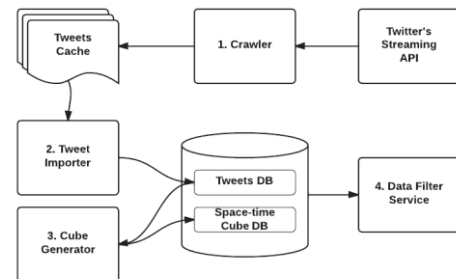 Tweets
Cache
1. Crawler
Twitter's
Streaming
API
2. Tweet
Importer
Tweets DB
Space-time
Cube DB
4. Data Filter
Service
3. Cube
Generator